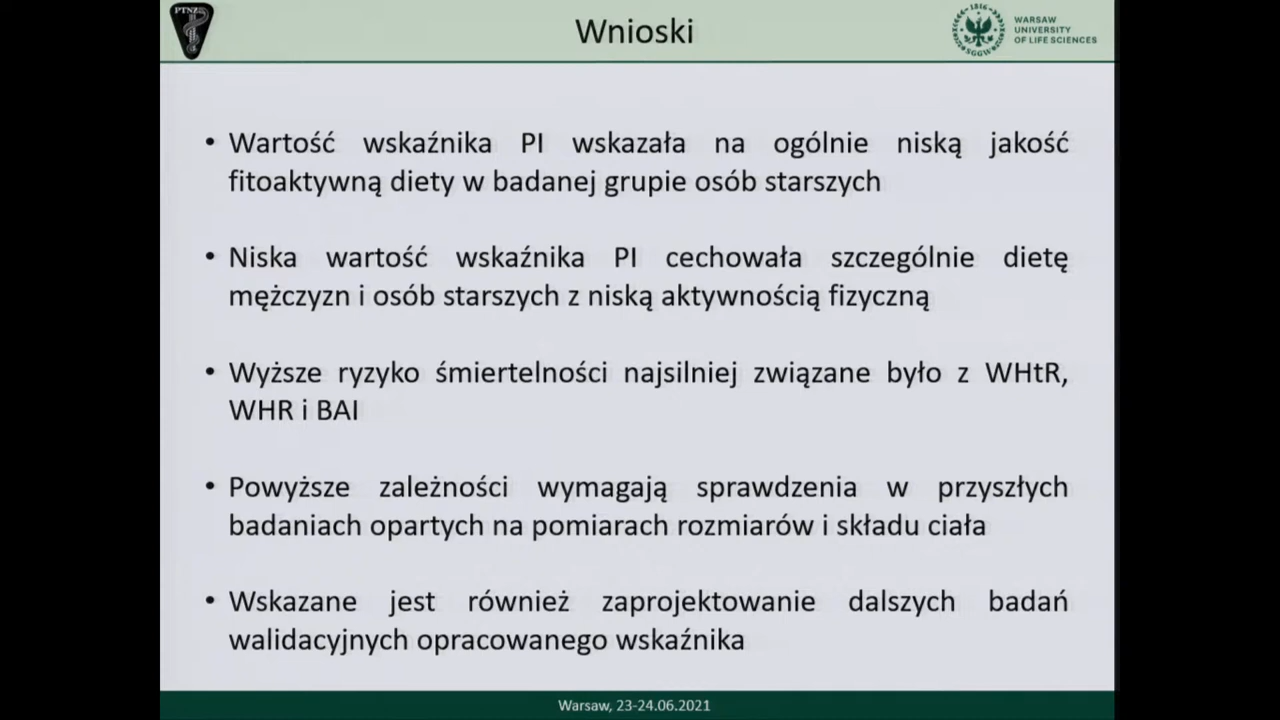 PTNŻ
Wnioski
1816
SGGW
WARSAW
UNIVERSITY
OF LIFE SCIENCES
• Wartość wskaźnika PI wskazała na ogólnie niską jakość
fitoaktywną diety w badanej grupie osób starszych
• Niska wartość wskaźnika PI cechowała szczególnie dietę
mężczyzn i osób starszych z niską aktywnością fizyczną
• Wyższe ryzyko śmiertelności najsilniej związane było z WHtR,
WHR i BAI
• Powyższe zależności wymagają sprawdzenia w przyszłych
badaniach opartych na pomiarach rozmiarów i składu ciała
• Wskazane jest również zaprojektowanie dalszych badań
walidacyjnych opracowanego wskaźnika
Warsaw, 23-24.06.2021